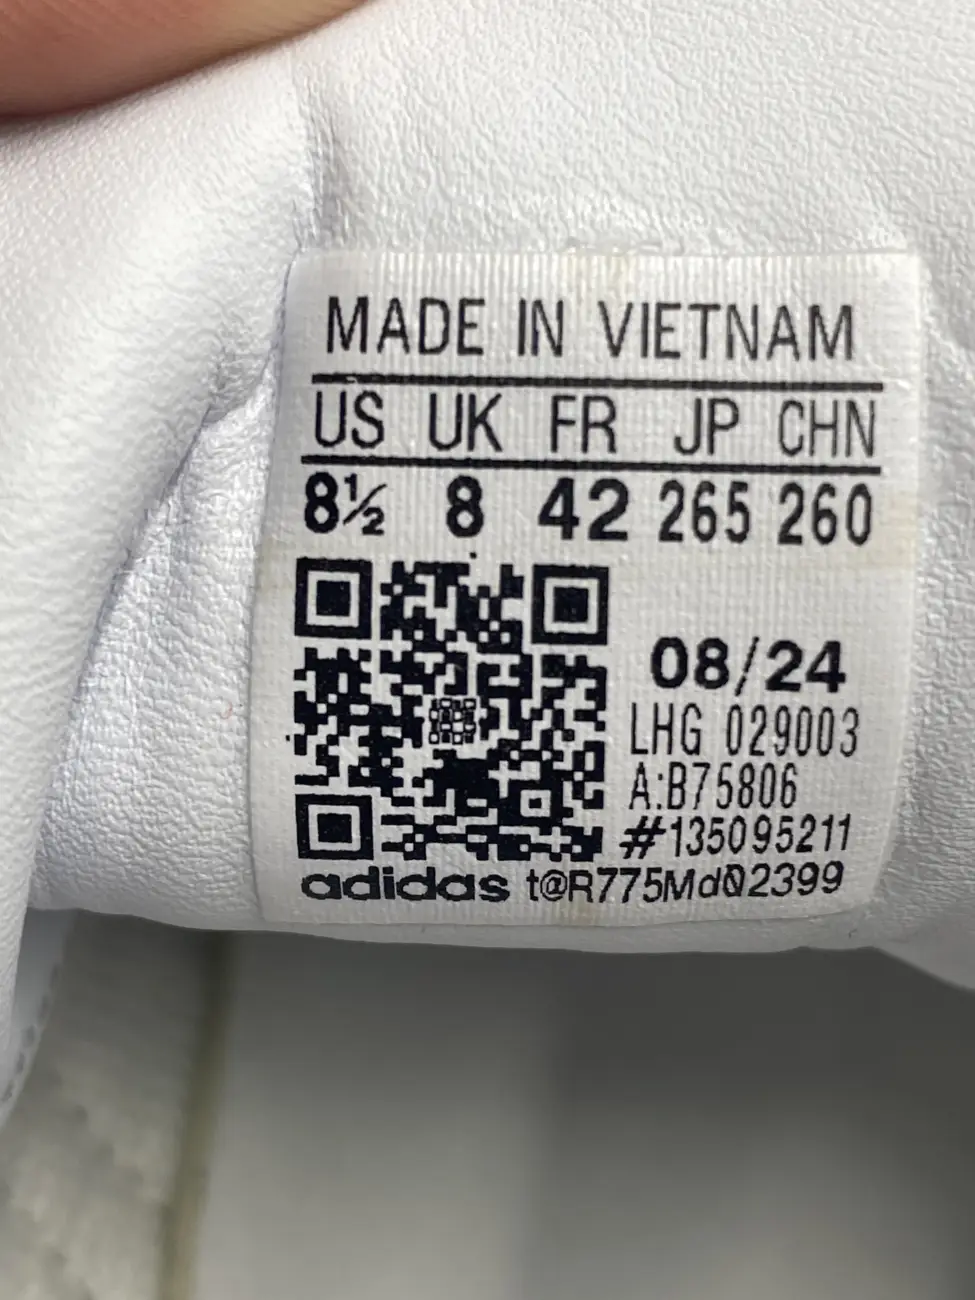 MADE IN VIETNAM
US UK FR JP CHN
8½ 8 42 265 260
08/24
LHG 029003
A:B75806
#135095211
adidas t@R775Md02399